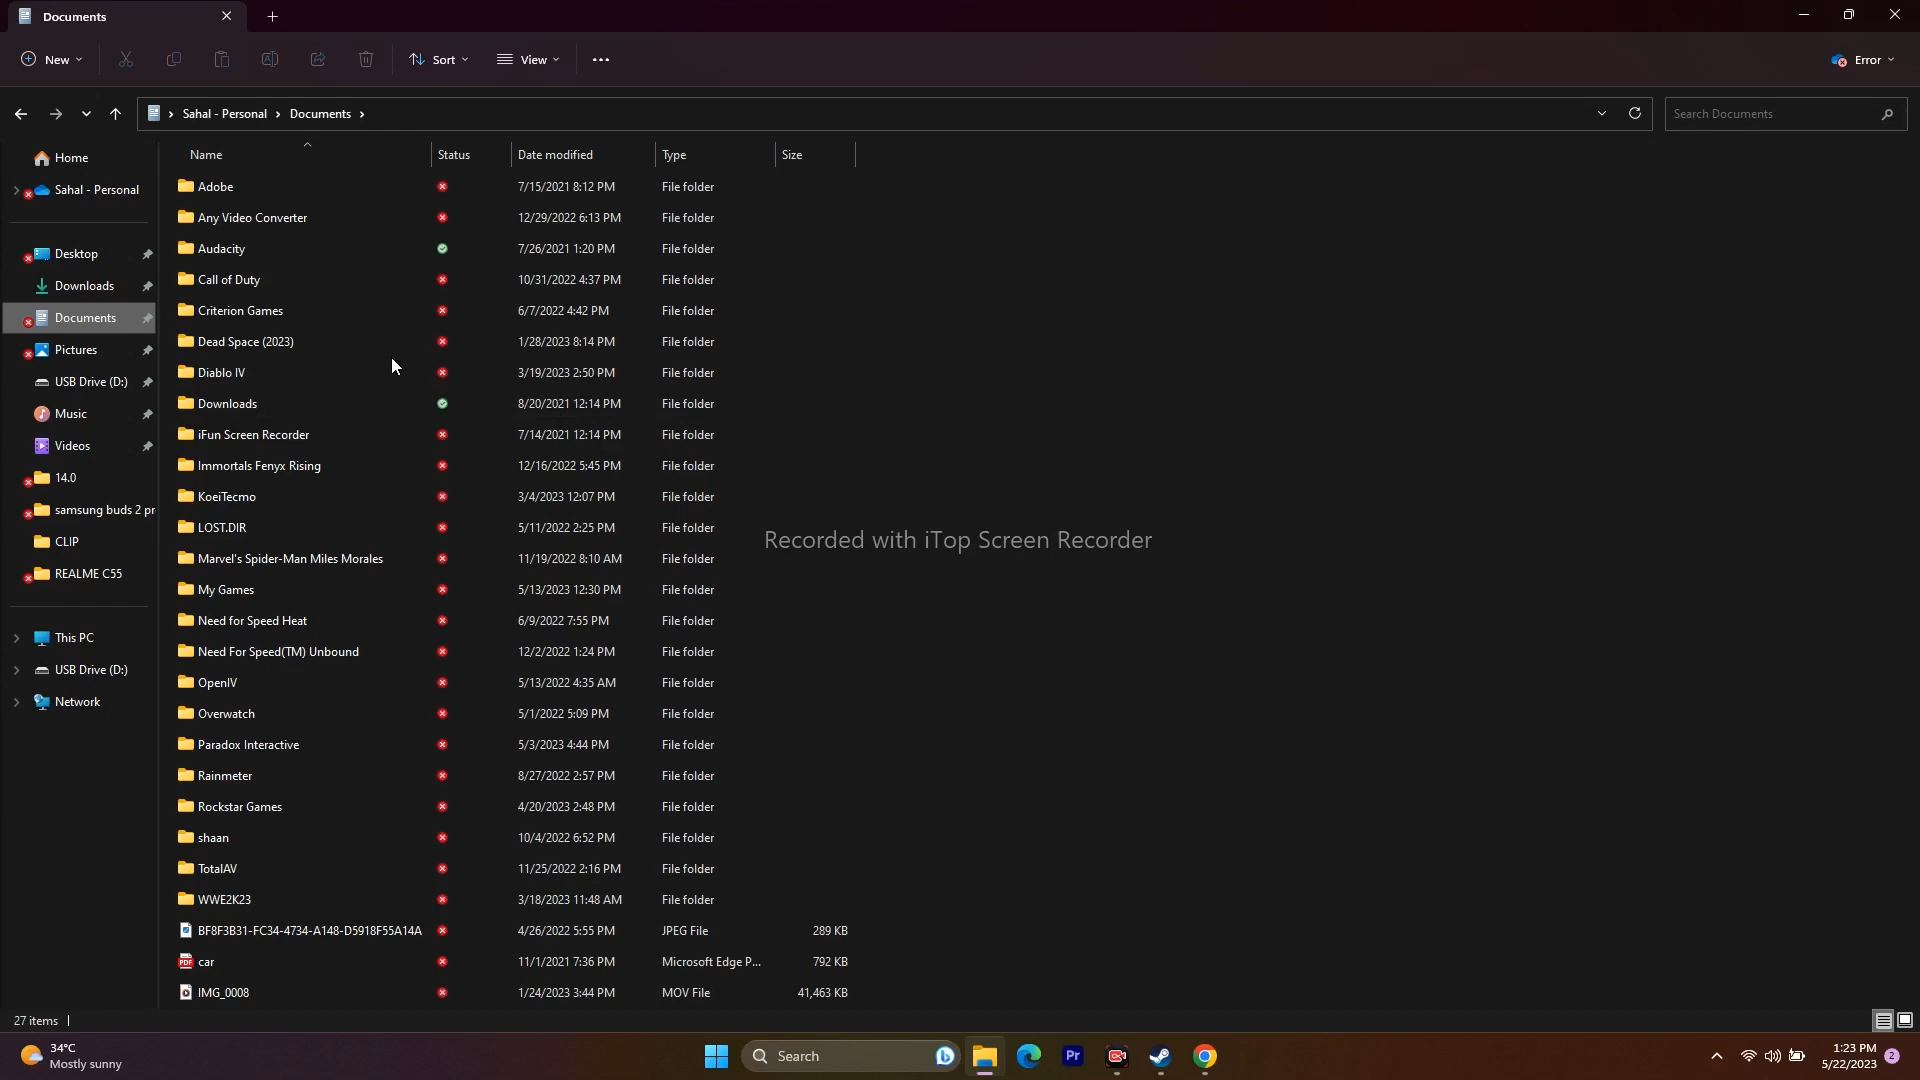 Documents
New
Sort
View
Error
Sahal - Personal
Documents
Search Documents
Name
Status
Date modified
Type
Size
Home
Sahal - Personal
Desktop
Downloads
Documents
Pictures
USB Drive (D:)
Music
Videos
14.0
samsung buds 2 pr
CLIP
REALME C55
This PC
USB Drive (D:)
Network
Adobe 7/15/2021 8:12 PM File folder
Any Video Converter 12/29/2022 6:13 PM File folder
Audacity 7/26/2021 1:20 PM File folder
Call of Duty 10/31/2022 4:37 PM File folder
Criterion Games 6/7/2022 4:42 PM File folder
Dead Space (2023) 1/28/2023 8:14 PM File folder
Diablo IV 3/19/2023 2:50 PM File folder
Downloads 8/20/2021 12:14 PM File folder
iFun Screen Recorder 7/14/2021 12:14 PM File folder
Immortals Fenyx Rising 12/16/2022 5:45 PM File folder
KoeiTecmo 3/4/2023 12:07 PM File folder
LOST.DIR 5/11/2022 2:25 PM File folder
Marvel's Spider-Man Miles Morales 11/19/2022 8:10 AM File folder
My Games 5/13/2023 12:30 PM File folder
Need for Speed Heat 6/9/2022 7:55 PM File folder
Need For Speed(TM) Unbound 12/2/2022 1:24 PM File folder
OpenIV 5/13/2022 4:35 AM File folder
Overwatch 5/1/2022 5:09 PM File folder
Paradox Interactive 5/3/2023 4:44 PM File folder
Rainmeter 8/27/2022 2:57 PM File folder
Rockstar Games 4/20/2023 2:48 PM File folder
shaan 10/4/2022 6:52 PM File folder
TotalAV 11/25/2022 2:16 PM File folder
WWE2K23 3/18/2023 11:48 AM File folder
BF8F3B31-FC34-4734-A148-D5918F55A14A 4/26/2022 5:55 PM JPEG File 289 KB
car 11/1/2021 7:36 PM Microsoft Edge P... 792 KB
IMG_0008 1/24/2023 3:44 PM MOV File 41,463 KB
Recorded with iTop Screen Recorder
27 items
34°C
Mostly sunny
Search
Pr
1:23 PM
5/22/2023
2